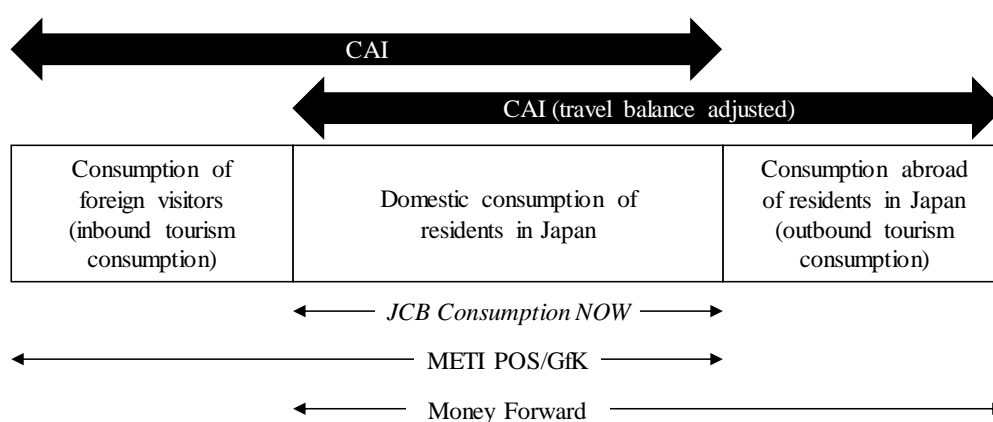 CAI
CAI (travel balance adjusted)
Consumption of
foreign visitors
(inbound tourism
consumption)
Domestic consumption of
residents in Japan
Consumption abroad
of residents in Japan
(outbound tourism
consumption)
JCB Consumption NOW
METI POS/GfK
Money Forward